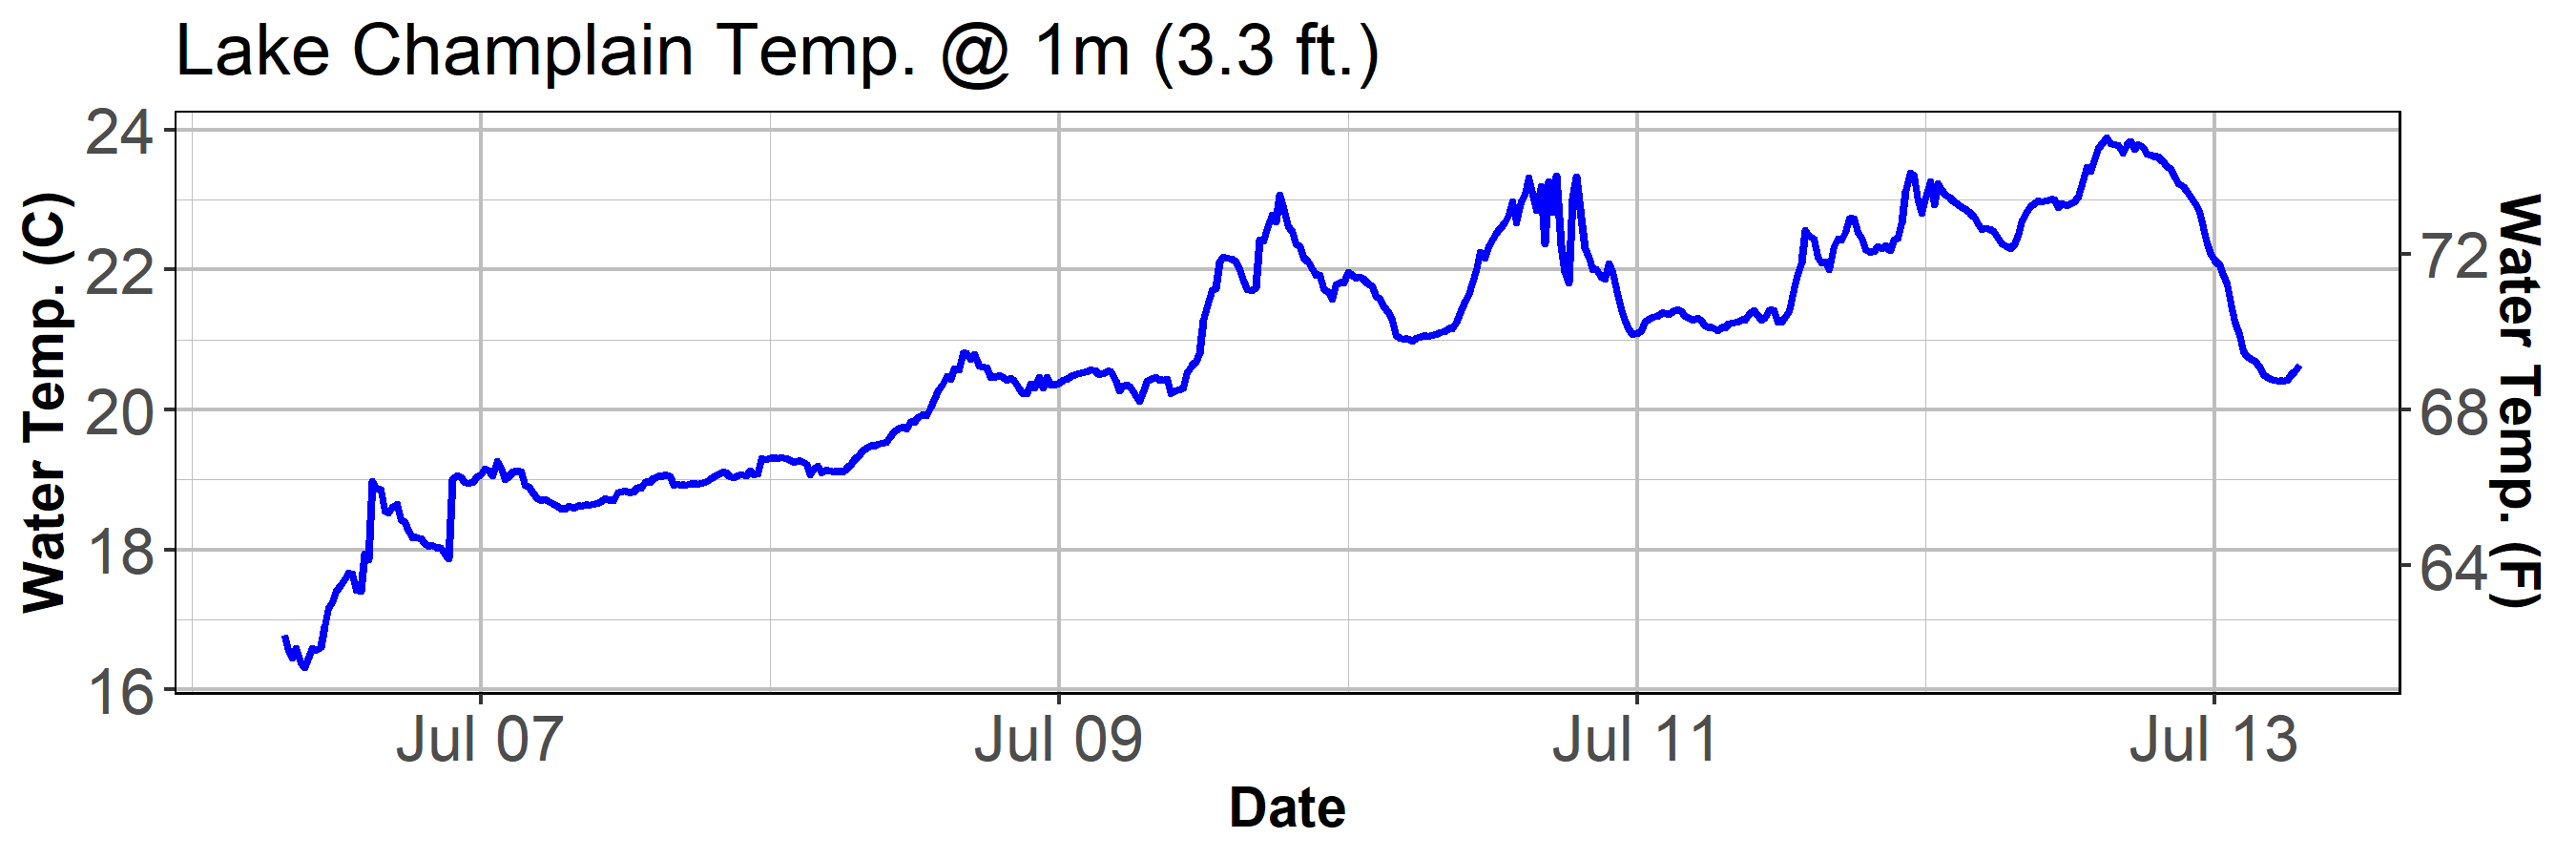 Lake Champlain Temp. @ 1m (3.3 ft.)
Water Temp. (C)
24
22
20
18
16
72
68
64
Water Temp. (F)
Jul 07
Jul 09
Jul 11
Jul 13
Date